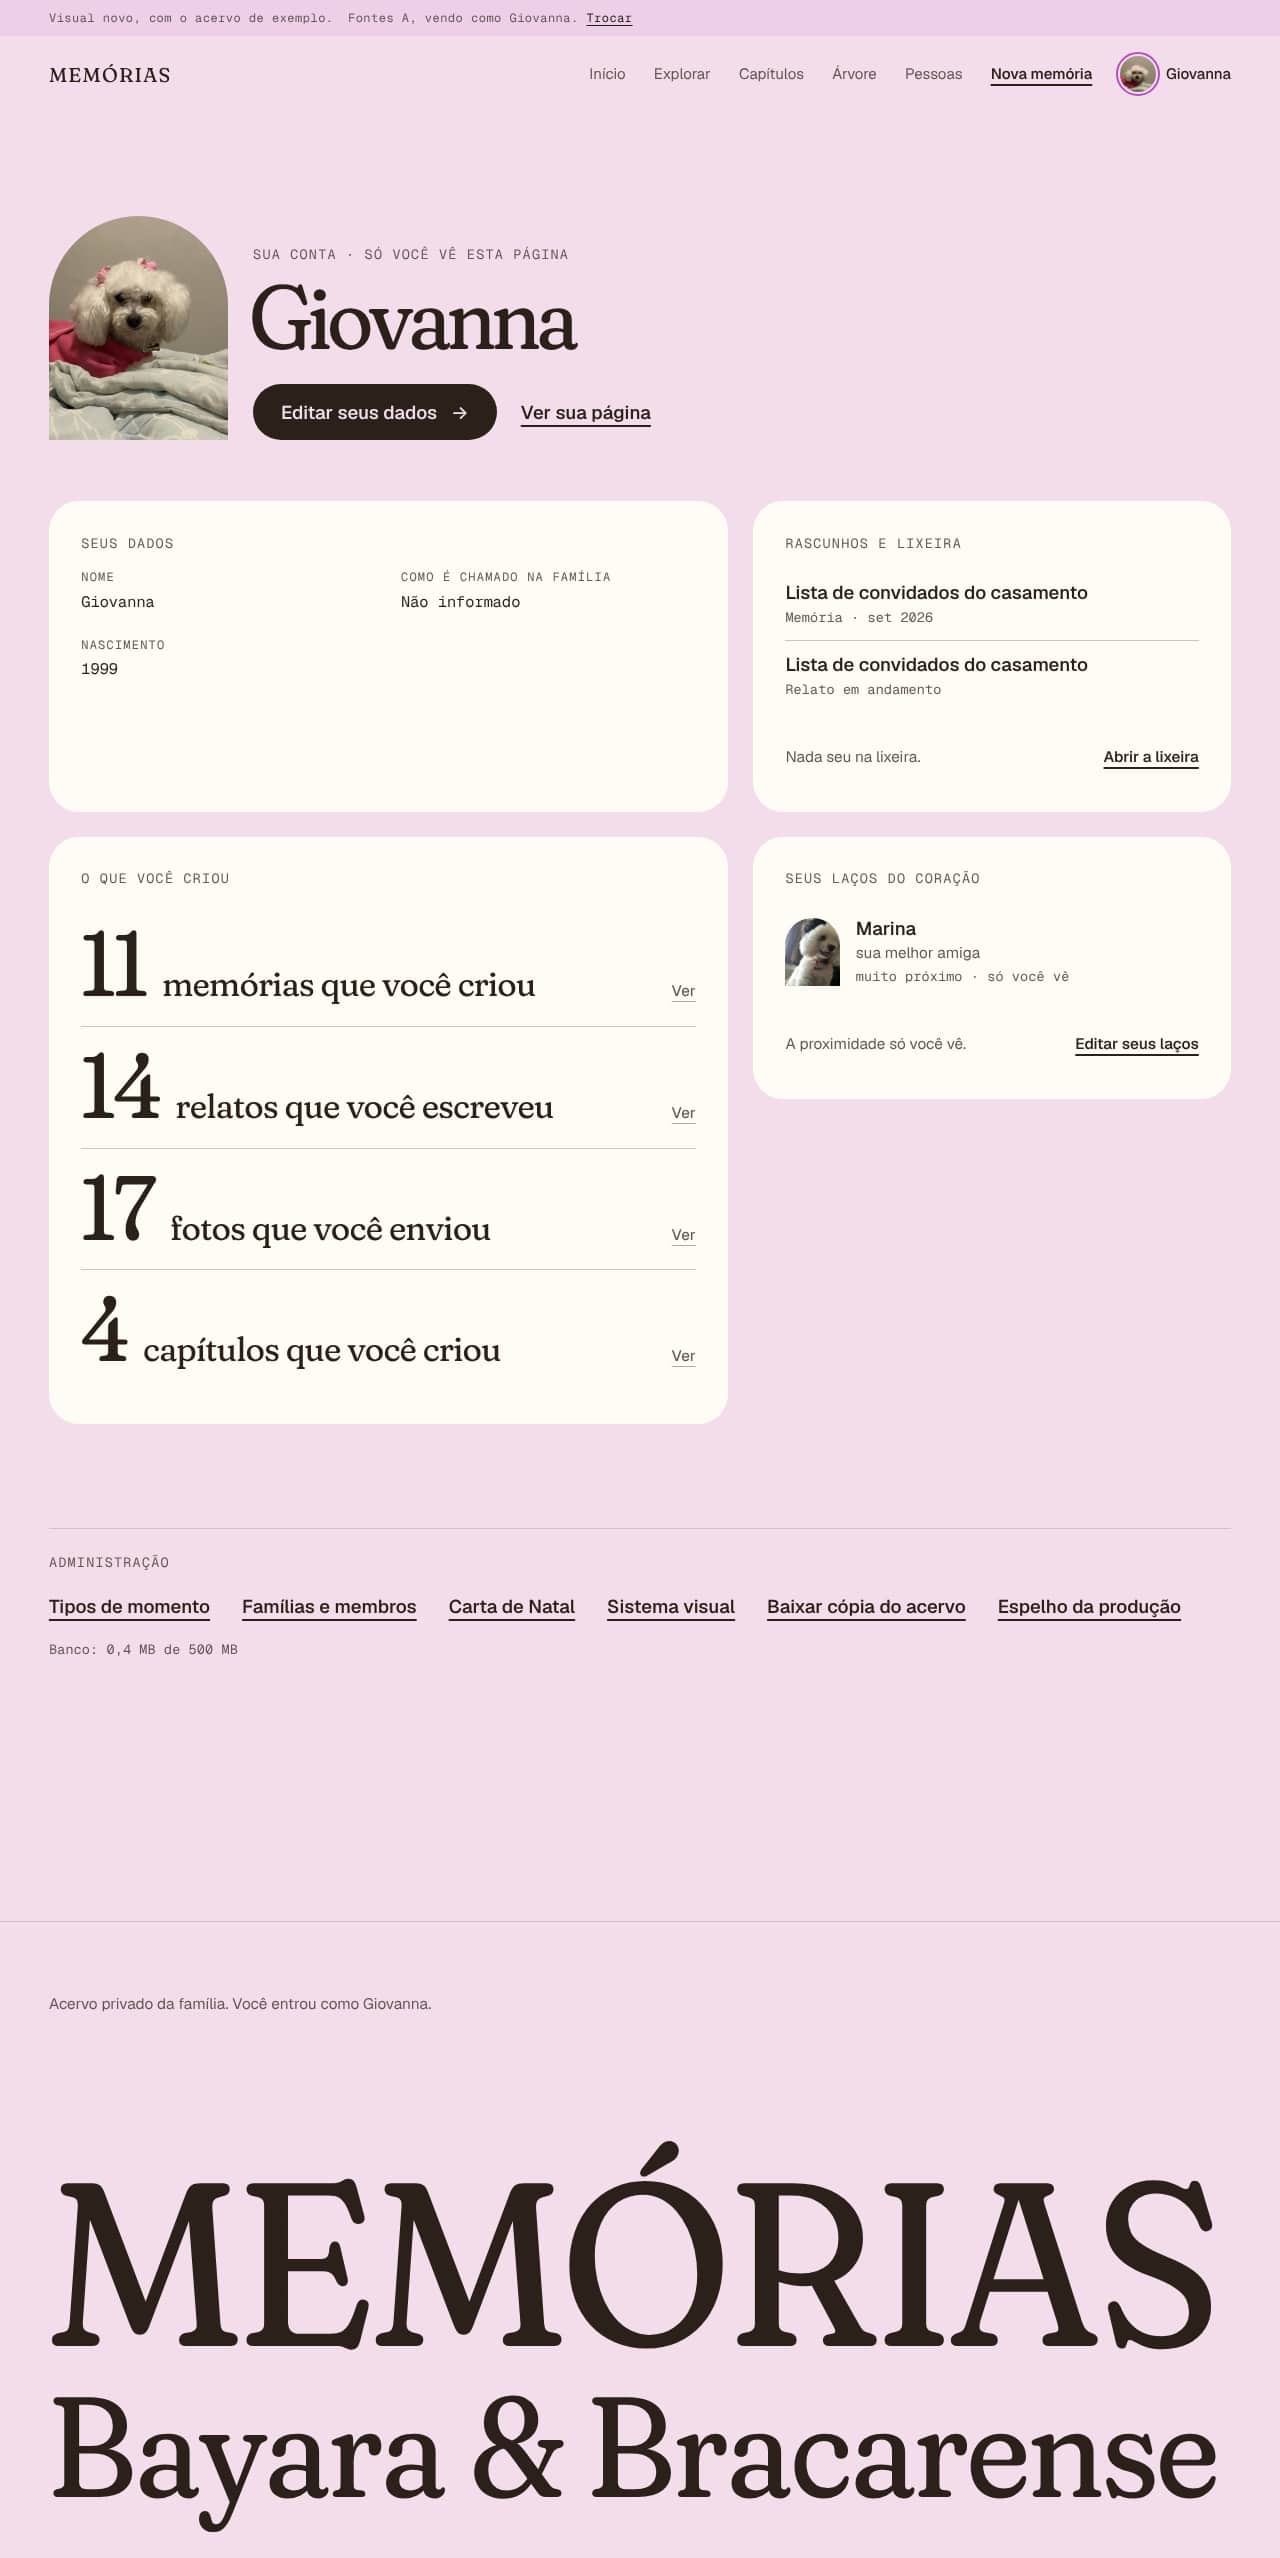 Visual novo, com o acervo de exemplo. Fontes A, vendo como Giovanna. Trocar
MEMÓRIAS
Início Explorar Capítulos Árvore Pessoas Nova memória Giovanna
SUA CONTA · SÓ VOCÊ VÊ ESTA PÁGINA
Giovanna
Editar seus dados → Ver sua página
SEUS DADOS
NOME
Giovanna
COMO É CHAMADO NA FAMÍLIA
Não informado
NASCIMENTO
1999
RASCUNHOS E LIXEIRA
Lista de convidados do casamento
Memória · set 2026
Lista de convidados do casamento
Relato em andamento
Nada seu na lixeira. Abrir a lixeira
O QUE VOCÊ CRIOU
11 memórias que você criou Ver
14 relatos que você escreveu Ver
17 fotos que você enviou Ver
4 capítulos que você criou Ver
SEUS LAÇOS DO CORAÇÃO
Marina
sua melhor amiga
muito próximo · só você vê
A proximidade só você vê. Editar seus laços
ADMINISTRAÇÃO
Tipos de momento Famílias e membros Carta de Natal Sistema visual Baixar cópia do acervo Espelho da produção
Banco: 0,4 MB de 500 MB
Acervo privado da família. Você entrou como Giovanna.
MEMÓRIAS
Bayara & Bracarense